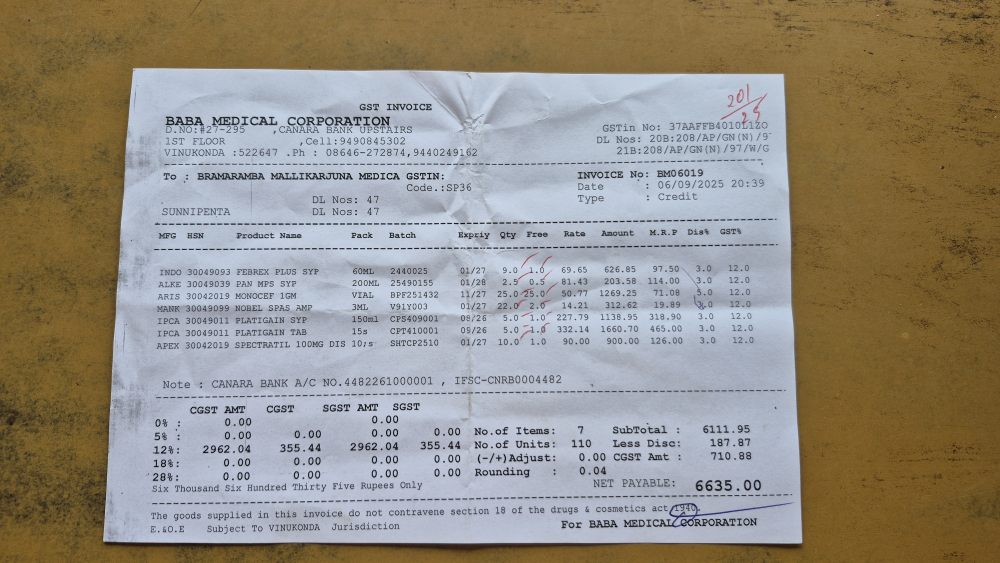 201/25
GST INVOICE
BABA MEDICAL CORPORATION
D.NO:#27-295 ,CANARA BANK UPSTAIRS
1ST FLOOR ,Cell:9490845302
VINUKONDA :522647 .Ph : 08646-272874,9440249162
GSTin No: 37AAFFB4010L1ZO
DL Nos: 20B:208/AP/GN(N)/9
21B:208/AP/GN(N)/97/W/G
To : BRAMARAMBA MALLIKARJUNA MEDICA GSTIN:
Code.:SP36
DL Nos: 47
SUNNIPENTA DL Nos: 47
INVOICE No: BM06019
Date : 06/09/2025 20:39
Type : Credit
MFG HSN Product Name Pack Batch Expriy Qty Free Rate Amount M.R.P Dis% GST%
INDO 30049093 FEBREX PLUS SYP 60ML 2440025 01/27 9.0 1.0 69.65 626.85 97.50 3.0 12.0
ALKE 30049039 PAN MPS SYP 200ML 25490155 01/28 2.5 0.5 81.43 203.58 114.00 3.0 12.0
ARIS 30042019 MONOCEF 1GM VIAL BPF251432 11/27 25.0 25.0 50.77 1269.25 71.08 5.0 12.0
MANK 30049099 NOBEL SPAS AMP 3ML V91Y003 01/27 22.0 2.0 14.21 312.62 19.89 3.0 12.0
IPCA 30049011 PLATIGAIN SYP 150ml CPS409001 08/26 5.0 1.0 227.79 1138.95 318.90 3.0 12.0
IPCA 30049011 PLATIGAIN TAB 15s CPT410001 09/26 5.0 1.0 332.14 1660.70 465.00 3.0 12.0
APEX 30042019 SPECTRATIL 100MG DIS 10;s SHTCP2510 01/27 10.0 1.0 90.00 900.00 126.00 3.0 12.0
Note : CANARA BANK A/C NO.4482261000001 , IFSC-CNRB0004482
CGST AMT CGST SGST AMT SGST
0% : 0.00 0.00
5% : 0.00 0.00 0.00 0.00
12%: 2962.04 355.44 2962.04 355.44
18%: 0.00 0.00 0.00 0.00
28%: 0.00 0.00 0.00 0.00
No.of Items: 7 SubTotal : 6111.95
No.of Units: 110 Less Disc: 187.87
(-/+)Adjust: 0.00 CGST Amt : 710.88
Rounding : 0.04
NET PAYABLE: 6635.00
Six Thousand Six Hundred Thirty Five Rupees Only
The goods supplied in this invoice do not contravene section 18 of the drugs & cosmetics act 1940.
E.&O.E Subject To VINUKONDA Jurisdiction
For BABA MEDICAL CORPORATION